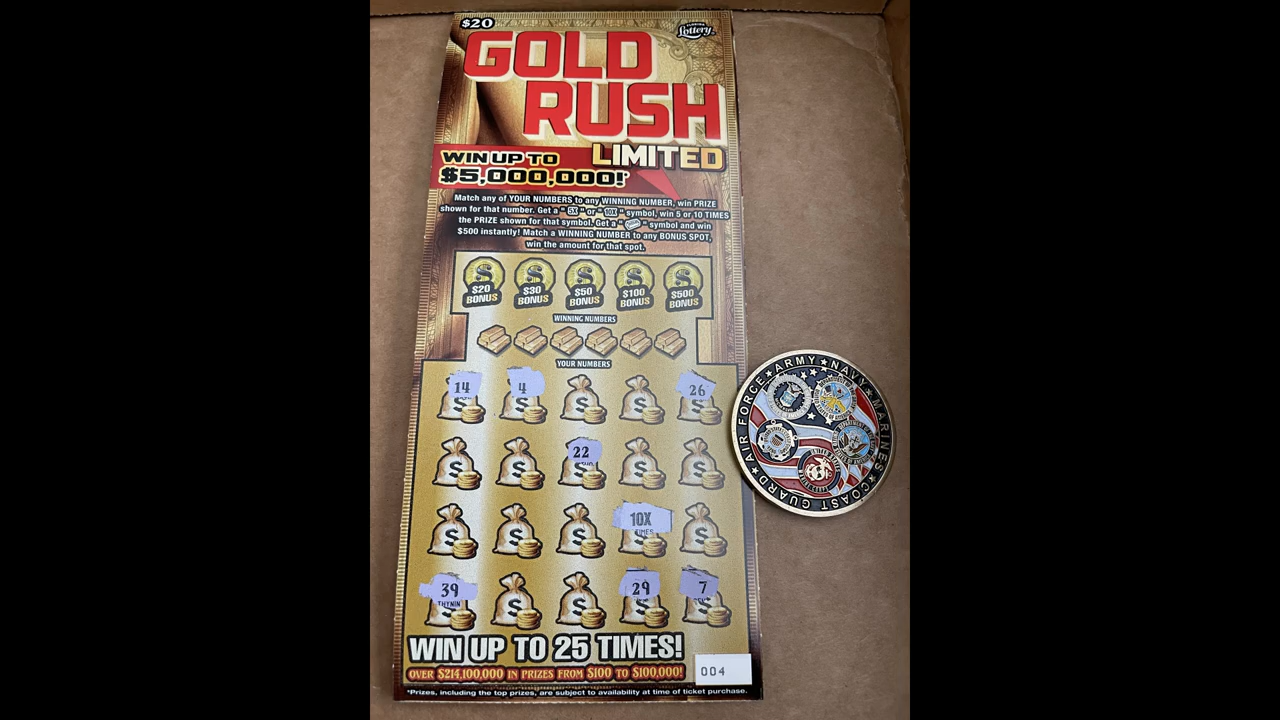 $20
FLORIDA
Lottery
GOLD
RUSH
LIMITED
WIN UP TO
$5,000,000!*
Match any of YOUR NUMBERS to any WINNING NUMBER, win PRIZE
shown for that number. Get a " 5X " or " 10X " symbol, win 5 or 10 TIMES
the PRIZE shown for that symbol. Get a " " symbol and win
$500 instantly! Match a WINNING NUMBER to any BONUS SPOT,
win the amount for that spot.
$20 $30 $50 $100 $500
BONUS BONUS BONUS BONUS BONUS
WINNING NUMBERS
YOUR NUMBERS
14 4 26
22
10X
TIMES
39 29 7
THYNIN
WIN UP TO 25 TIMES!
OVER $214,100,000 IN PRIZES FROM $100 TO $100,000!
004
*Prizes, including the top prizes, are subject to availability at time of ticket purchase.
AIR FORCE ★ ARMY ★ NAVY ★ MARINES ★ COAST GUARD ★